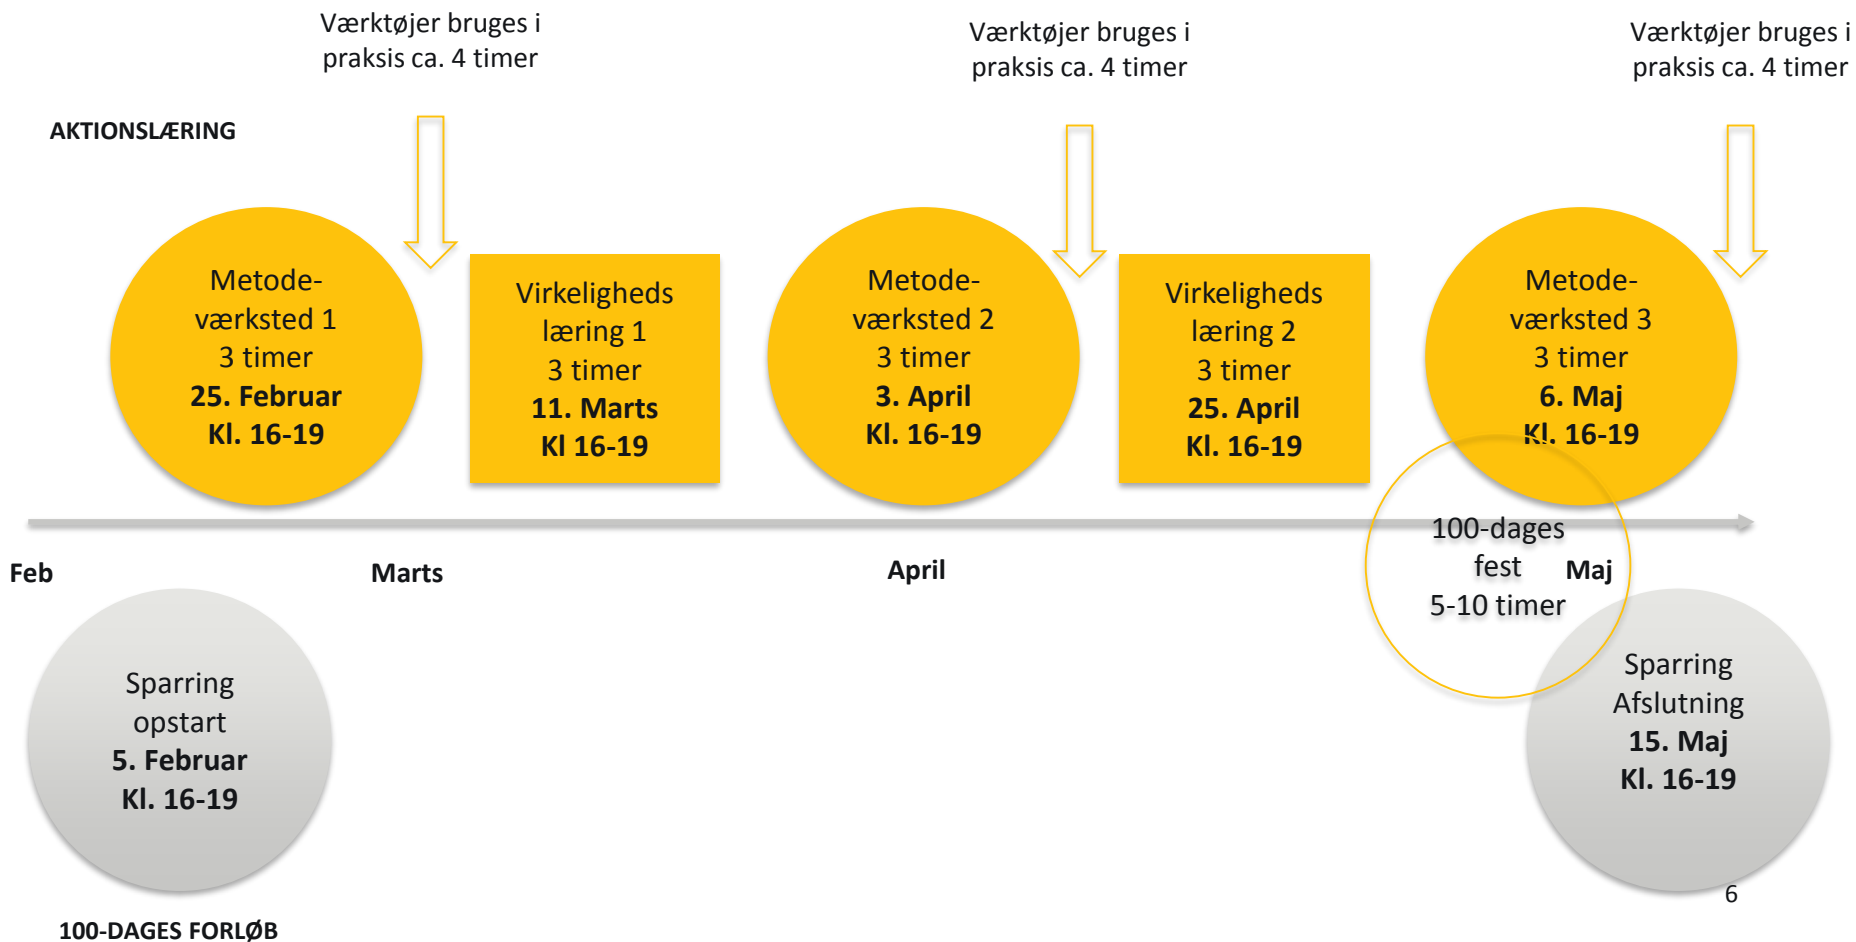 Værktøjer bruges i
praksis ca. 4 timer
Værktøjer bruges i
praksis ca. 4 timer
Værktøjer bruges i
praksis ca. 4 timer
AKTIONSLÆRING
Metode-
værksted 1
3 timer
25. Februar
Kl. 16-19
Virkeligheds
læring 1
3 timer
11. Marts
Kl 16-19
Metode-
værksted 2
3 timer
3. April
Kl. 16-19
Virkeligheds
læring 2
3 timer
25. April
Kl. 16-19
Metode-
værksted 3
3 timer
6. Maj
Kl. 16-19
Feb
Marts
April
Maj
100-dages
fest
5-10 timer
Sparring
opstart
5. Februar
Kl. 16-19
Sparring
Afslutning
15. Maj
Kl. 16-19
6
100-DAGES FORLØB